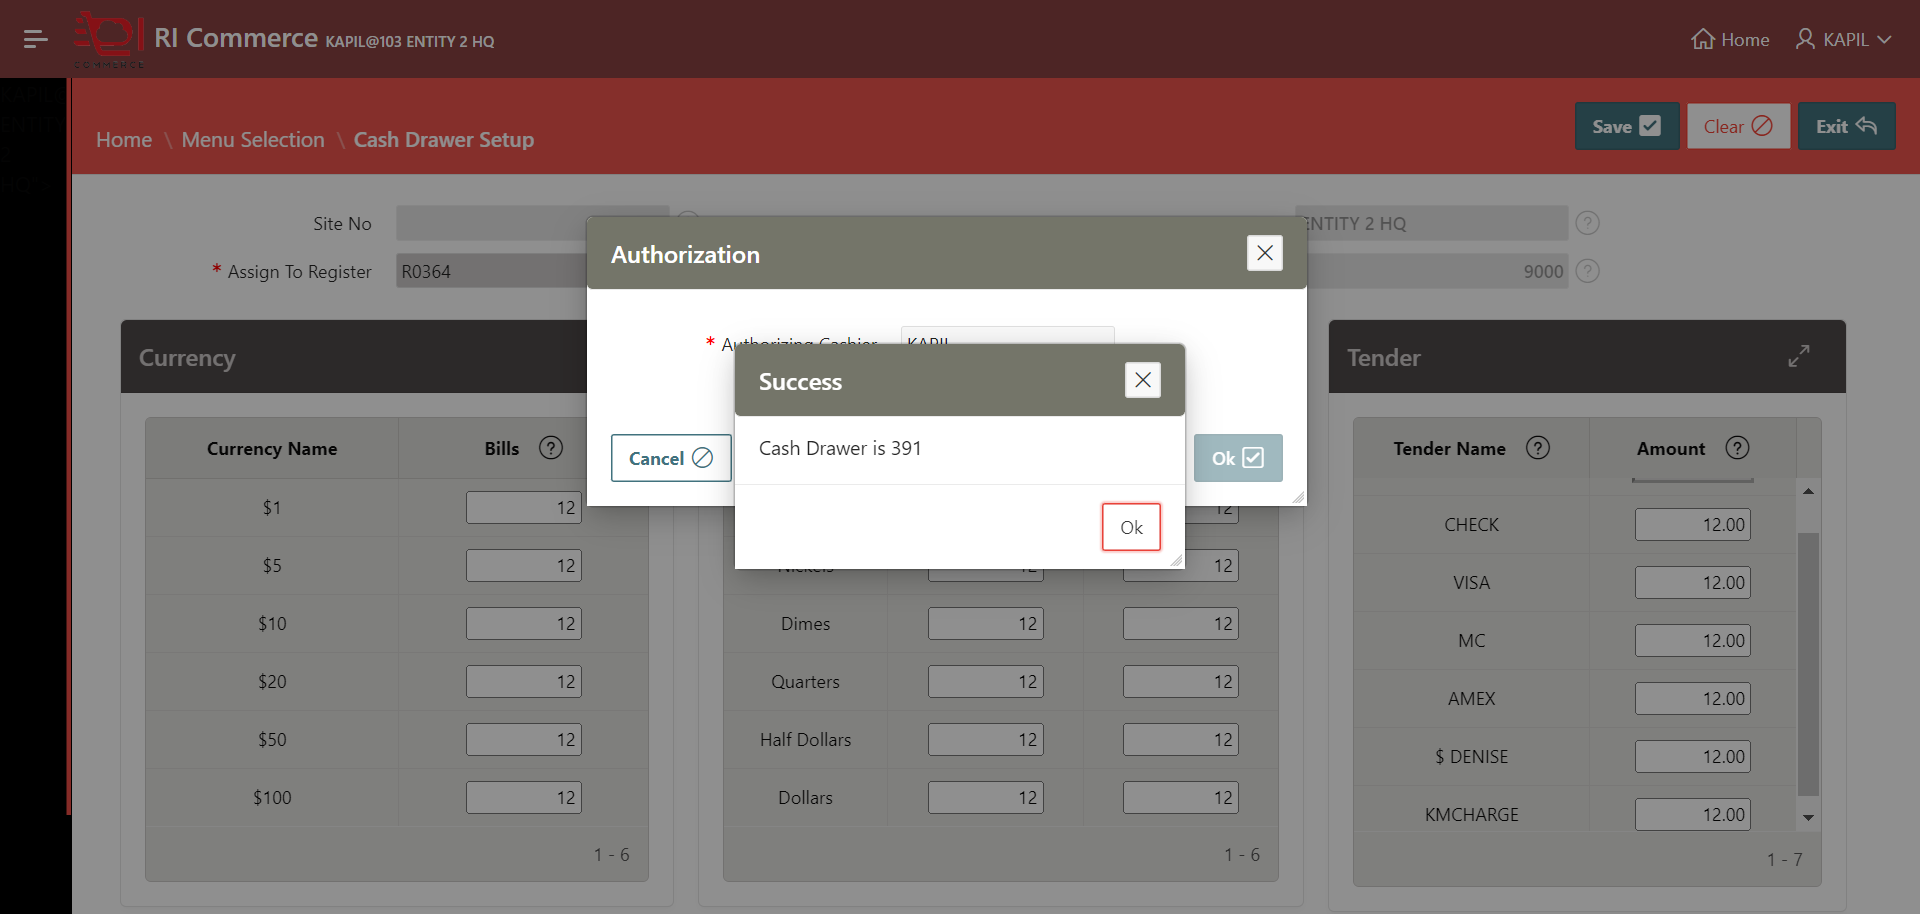 RI Commerce KAPIL@103 ENTITY 2 HQ
COMMERCE
Home
KAPIL
Home \ Menu Selection \ Cash Drawer Setup
Save
Clear
Exit
Site No
ENTITY 2 HQ
* Assign To Register
R0364
9000
Authorization
* Authorizing Cashier
KAPIL
Cancel
Ok
Success
Cash Drawer is 391
Ok
Currency
Currency Name Bills
$1 12
$5 12
$10 12
$20 12
$50 12
$100 12
1 - 6
12
Nickels 12 12
Dimes 12 12
Quarters 12 12
Half Dollars 12 12
Dollars 12 12
1 - 6
Tender
Tender Name Amount
CHECK 12.00
VISA 12.00
MC 12.00
AMEX 12.00
$ DENISE 12.00
KMCHARGE 12.00
1 - 7